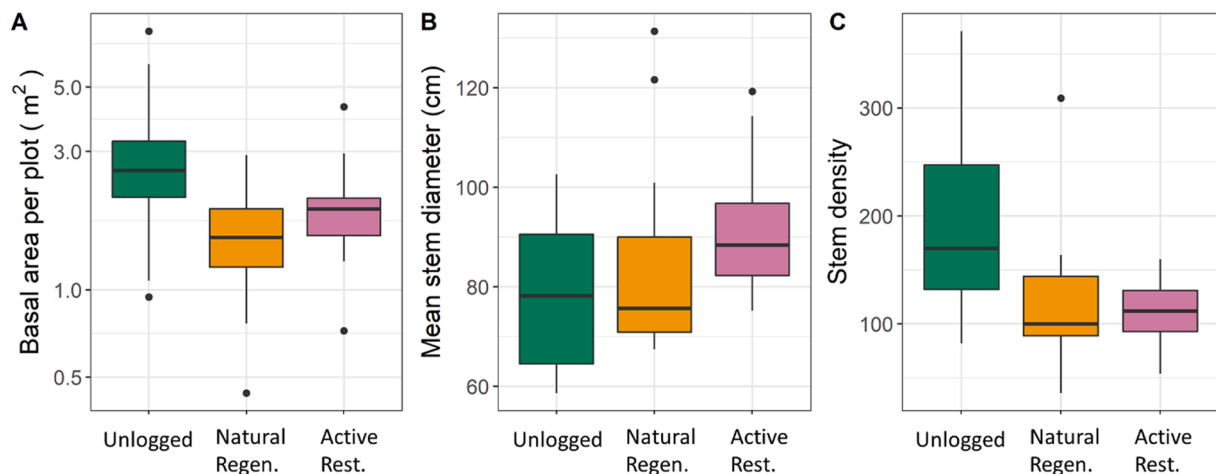 A
Basal area per plot ( m²)
5.0
3.0
1.0
0.5
Unlogged
Natural
Regen.
Active
Rest.
B
Mean stem diameter (cm)
120
100
80
60
Unlogged
Natural
Regen.
Active
Rest.
C
Stem density
300
200
100
Unlogged
Natural
Regen.
Active
Rest.